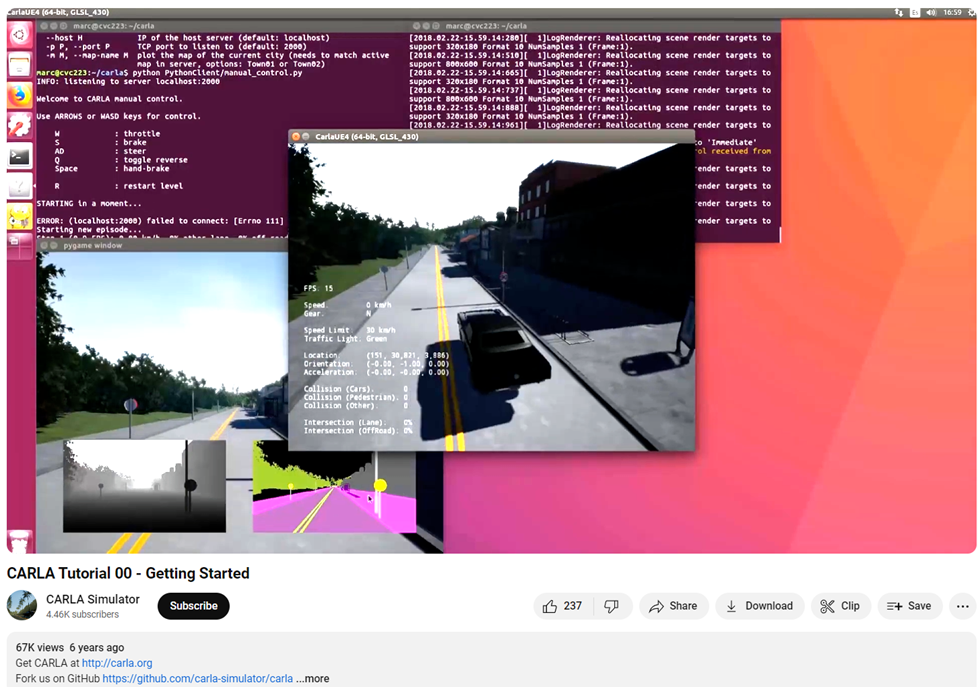 CarlaUE4 (64-bit, GLSL_430)
Es
16:59
marc@cvc223: ~/carla
--host H IP of the host server (default: localhost)
-p P, --port P TCP port to listen to (default: 2000)
-m M, --map-name M plot the map of the current city (needs to match active
map in server, options: Town01 or Town02)
marc@cvc223:~/carla$ python PythonClient/manual_control.py
INFO: listening to server localhost:2000
Welcome to CARLA manual control.
Use ARROWS or WASD keys for control.
W : throttle
S : brake
AD : steer
Q : toggle reverse
Space : hand-brake
R : restart level
STARTING in a moment...
ERROR: (localhost:2000) failed to connect: [Errno 111]
Starting new episode...
marc@cvc223: ~/carla
[2018.02.22-15.59.14:280][ 1]LogRenderer: Reallocating scene render targets to
support 320x180 Format 10 NumSamples 1 (Frame:1).
[2018.02.22-15.59.14:510][ 1]LogRenderer: Reallocating scene render targets to
support 800x600 Format 10 NumSamples 1 (Frame:1).
[2018.02.22-15.59.14:665][ 1]LogRenderer: Reallocating scene render targets to
support 320x180 Format 10 NumSamples 1 (Frame:1).
[2018.02.22-15.59.14:737][ 1]LogRenderer: Reallocating scene render targets to
support 800x600 Format 10 NumSamples 1 (Frame:1).
[2018.02.22-15.59.14:888][ 1]LogRenderer: Reallocating scene render targets to
support 320x180 Format 10 NumSamples 1 (Frame:1).
[2018.02.22-15.59.14:961][ 1]LogRenderer: Reallocating scene render targets to
to 'Immediate'
ol received from
render targets to
render targets to
render targets to
render targets to
pygame window
CarlaUE4 (64-bit, GLSL_430)
FPS: 15
Speed: 0 km/h
Gear: N
Speed Limit: 30 km/h
Traffic Light: Green
Location: (151, 30,821, 3,886)
Orientation: (-0.00, -1.00, 0.00)
Acceleration: (-0.00, -0.00, 0.00)
Collision (Cars): 0
Collision (Pedestrian): 0
Collision (Other): 0
Intersection (Lane): 0%
Intersection (OffRoad): 0%
CARLA Tutorial 00 - Getting Started
CARLA Simulator
4.46K subscribers
Subscribe
237
Share
Download
Clip
Save
67K views 6 years ago
Get CARLA at http://carla.org
Fork us on GitHub https://github.com/carla-simulator/carla ...more